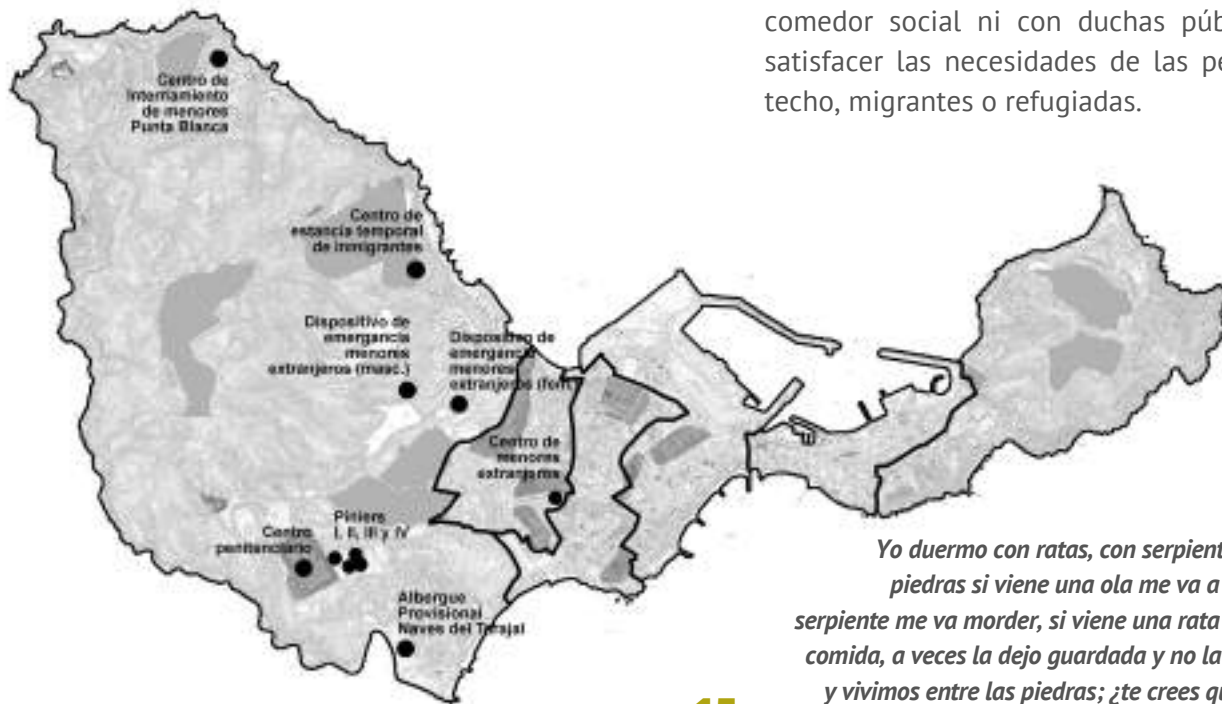 comedor social ni con duchas púb
satisfacer las necesidades de las pe
techo, migrantes o refugiadas.
Centro de
Internamiento
de menores
Punta Blanca
Centro de
estancia temporal
de inmigrantes
Dispositivo de
emergancia
menores
extranjeros (masc.)
Dispositivo de
emergancia
menores
extranjeros (fem.)
Centro de
menores
extranjeros
Piniers
I, II, III y IV
Centro
penitenciario
Albergue
Provisional
Naves del Tarajal
Yo duermo con ratas, con serpient
piedras si viene una ola me va a
serpiente me va morder, si viene una rata
comida, a veces la dejo guardada y no la
y vivimos entre las piedras; ¿te crees qu